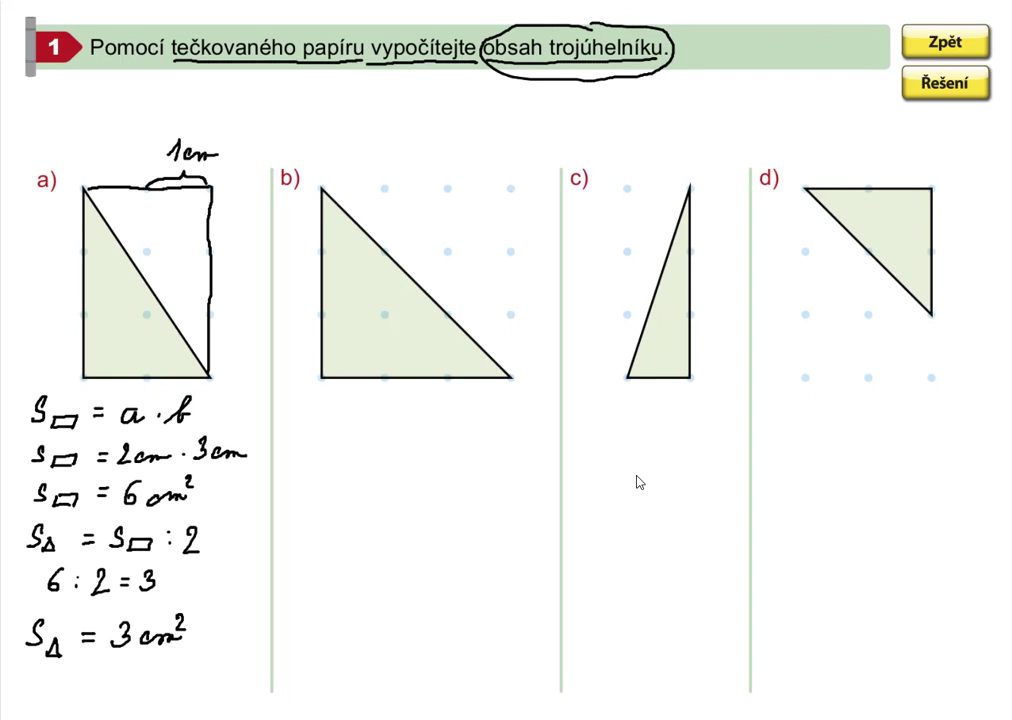 1 Pomocí tečkovaného papíru vypočítejte obsah trojúhelníku.
Zpět
Řešení
a)
1cm
b)
c)
d)
S▭ = a · b
S▭ = 2cm · 3cm
S▭ = 6 cm²
S△ = S▭ : 2
6 : 2 = 3
S△ = 3 cm²